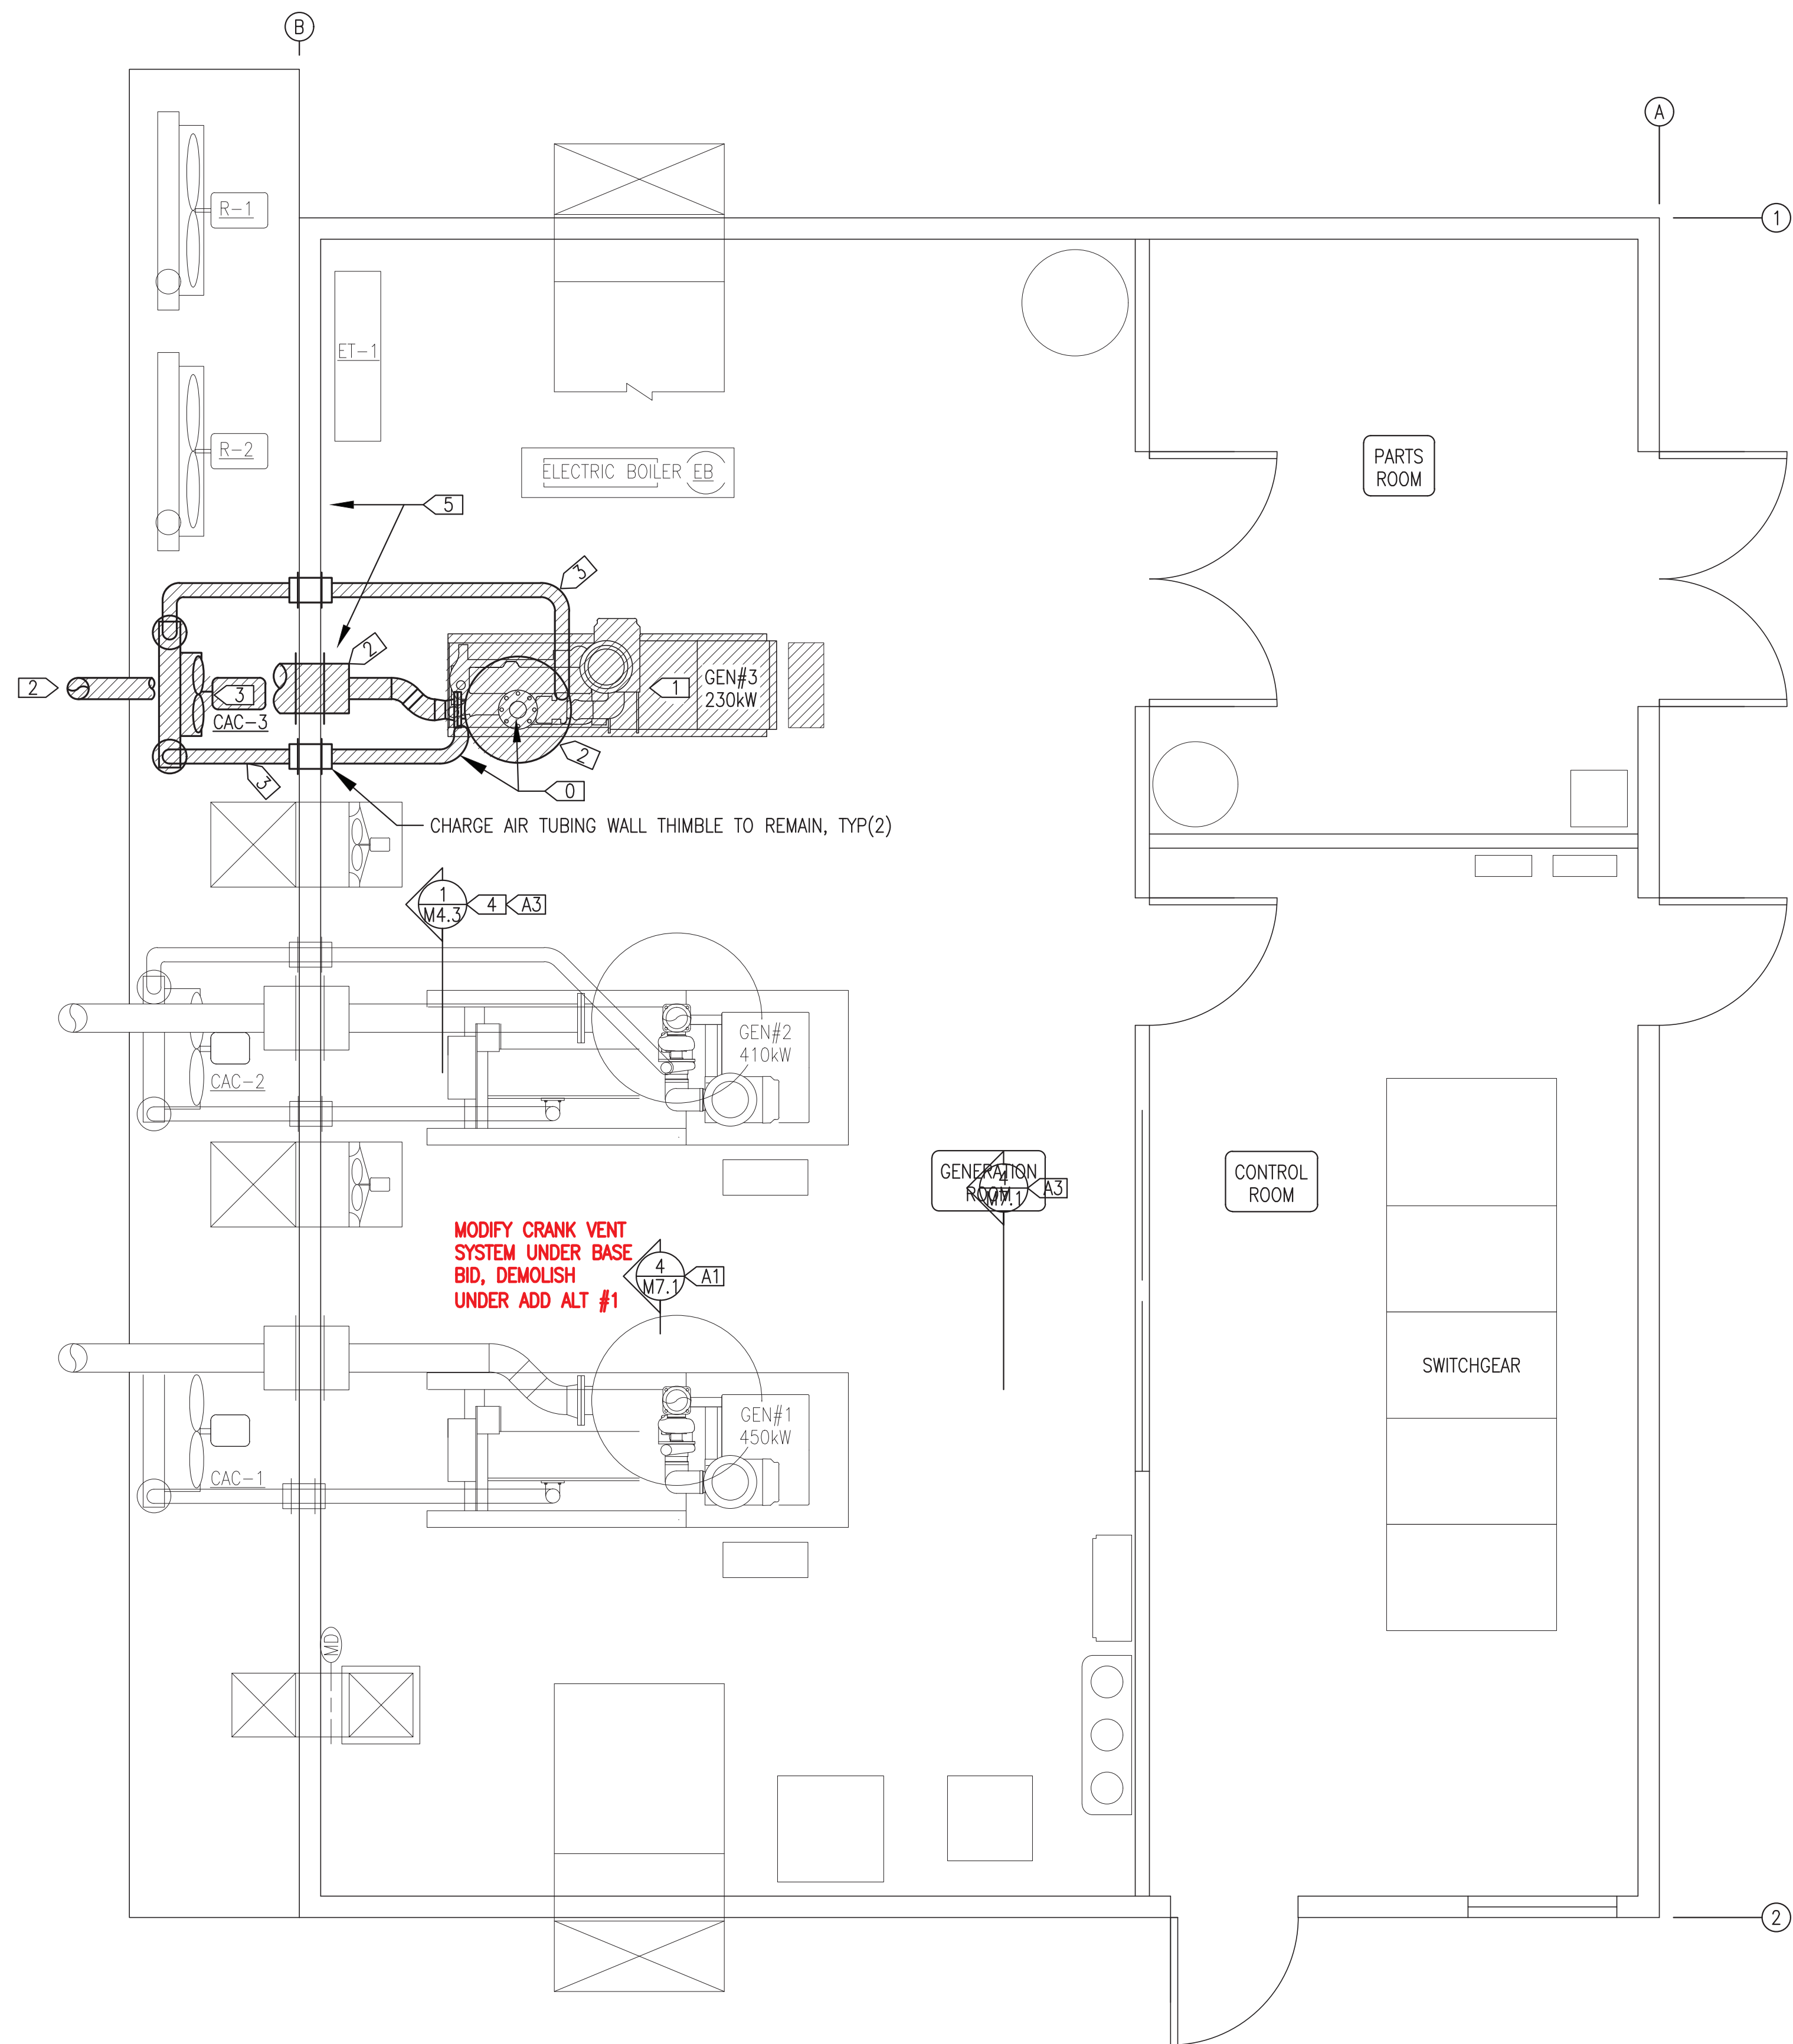 B
A
R-1
1
ET-1
R-2
PARTS
ROOM
ELECTRIC BOILER EB
5
3
2
2
3
CAC-3
1
GEN#3
230kW
2
3
0
CHARGE AIR TUBING WALL THIMBLE TO REMAIN, TYP(2)
1
M4.3
4
A3
GEN#2
410kW
CAC-2
GENERATION
ROOM
4
M7.1
A3
CONTROL
ROOM
MODIFY CRANK VENT
SYSTEM UNDER BASE
BID, DEMOLISH
UNDER ADD ALT #1
4
M7.1
A1
SWITCHGEAR
GEN#1
450kW
CAC-1
MD
2